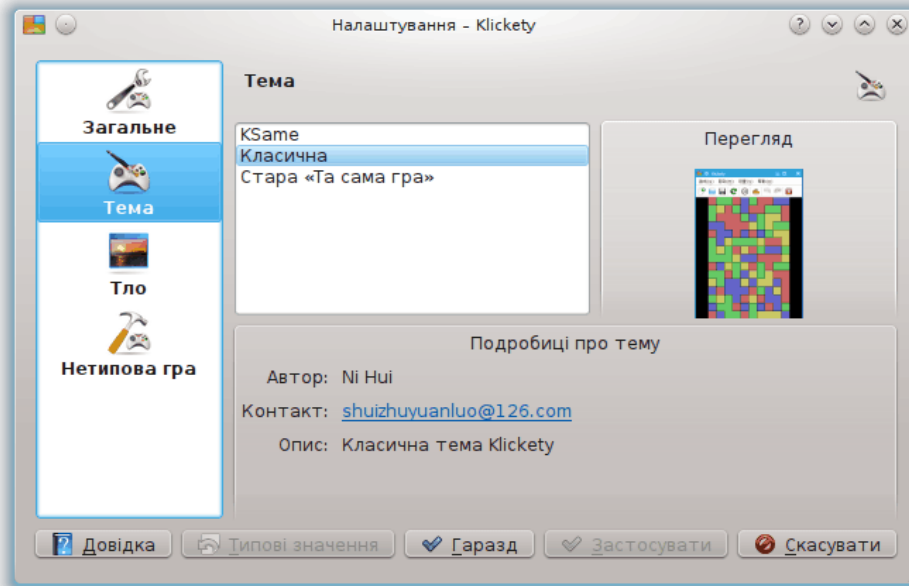 Налаштування – Klickety
Загальне
Тема
Тло
Нетипова гра
Тема
KSame
Класична
Стара «Та сама гра»
Перегляд
Подробиці про тему
Автор: Ni Hui
Контакт: shuizhuyuanluo@126.com
Опис: Класична тема Klickety
Довідка
Типові значення
Гаразд
Застосувати
Скасувати